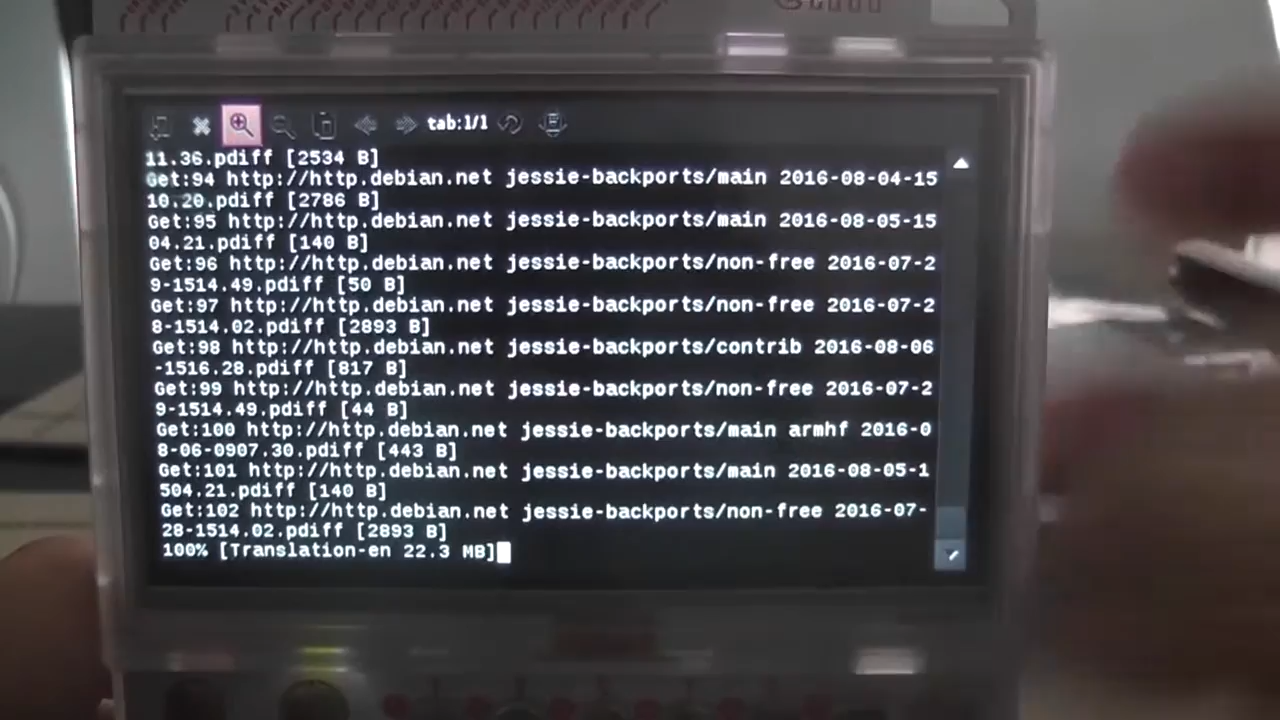 tab:1/1
11.36.pdiff [2534 B]
Get:94 http://http.debian.net jessie-backports/main 2016-08-04-15
10.20.pdiff [2786 B]
Get:95 http://http.debian.net jessie-backports/main 2016-08-05-15
04.21.pdiff [140 B]
Get:96 http://http.debian.net jessie-backports/non-free 2016-07-2
9-1514.49.pdiff [50 B]
Get:97 http://http.debian.net jessie-backports/non-free 2016-07-2
8-1514.02.pdiff [2893 B]
Get:98 http://http.debian.net jessie-backports/contrib 2016-08-06
-1516.28.pdiff [817 B]
Get:99 http://http.debian.net jessie-backports/non-free 2016-07-2
9-1514.49.pdiff [44 B]
Get:100 http://http.debian.net jessie-backports/main armhf 2016-0
8-06-0907.30.pdiff [443 B]
Get:101 http://http.debian.net jessie-backports/main 2016-08-05-1
504.21.pdiff [140 B]
Get:102 http://http.debian.net jessie-backports/non-free 2016-07-
28-1514.02.pdiff [2893 B]
100% [Translation-en 22.3 MB]